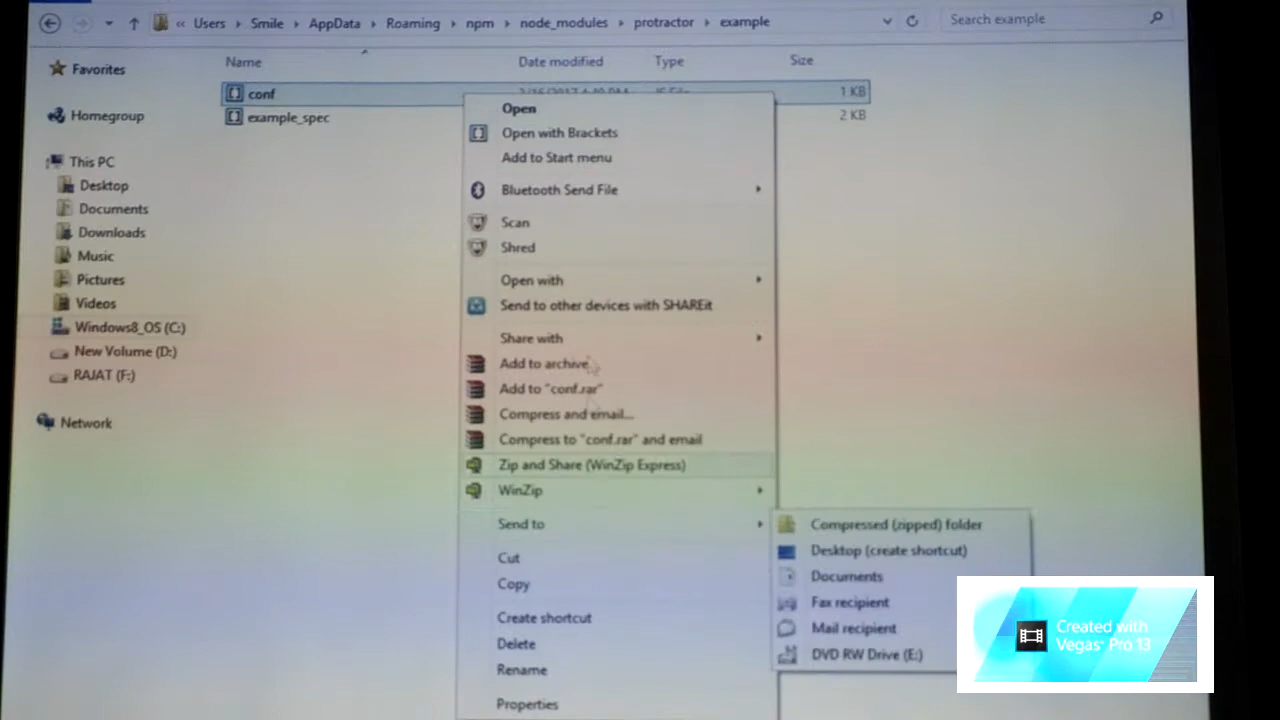 « Users › Smile › AppData › Roaming › npm › node_modules › protractor › example
Search example
Name Date modified Type Size
Favorites
Homegroup
This PC
Desktop
Documents
Downloads
Music
Pictures
Videos
Windows8_OS (C:)
New Volume (D:)
RAJAT (F:)
Network
conf 1 KB
example_spec 2 KB
Open
Open with Brackets
Add to Start menu
Bluetooth Send File
Scan
Shred
Open with
Send to other devices with SHAREit
Share with
Add to archive
Add to "conf.rar"
Compress and email...
Compress to "conf.rar" and email
Zip and Share (WinZip Express)
WinZip
Send to
Cut
Copy
Create shortcut
Delete
Rename
Properties
Compressed (zipped) folder
Desktop (create shortcut)
Documents
Fax recipient
Mail recipient
DVD RW Drive (E:)
Created with
Vegas® Pro 13